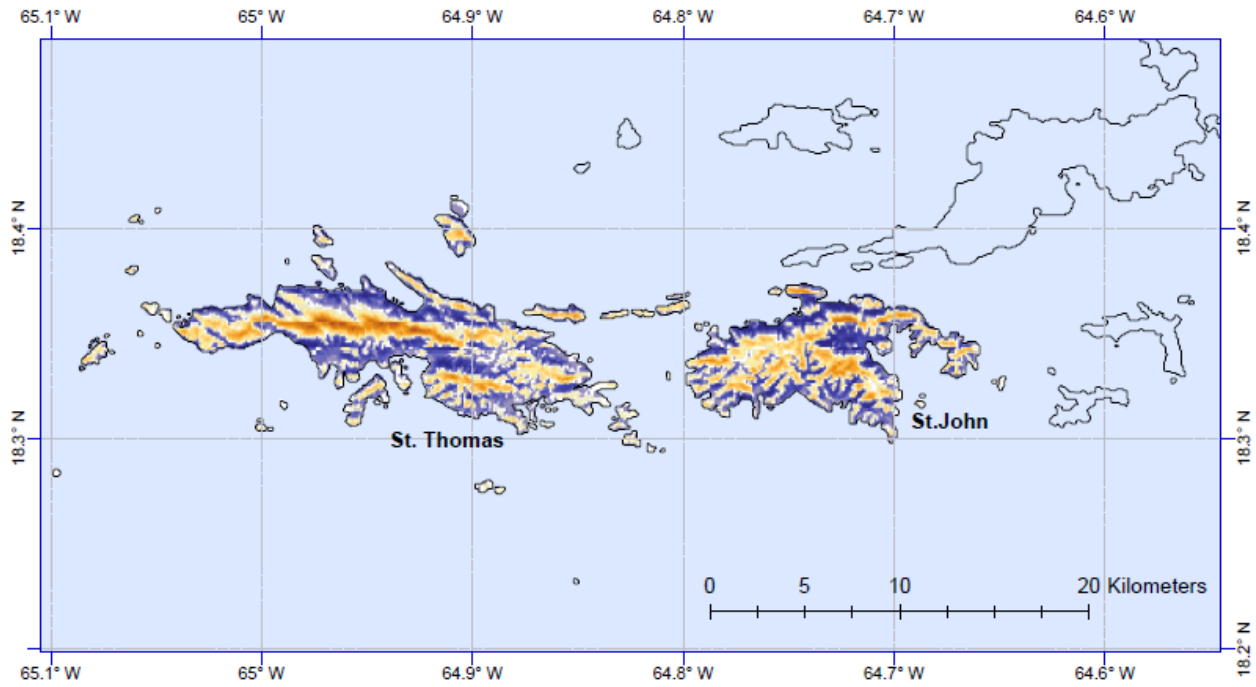 65.1° W 65° W 64.9° W 64.8° W 64.7° W 64.6° W
18.4° N 18.4° N
18.3° N 18.3° N
St. Thomas
St.John
0 5 10 20 Kilometers
18.2° N
65.1° W 65° W 64.9° W 64.8° W 64.7° W 64.6° W